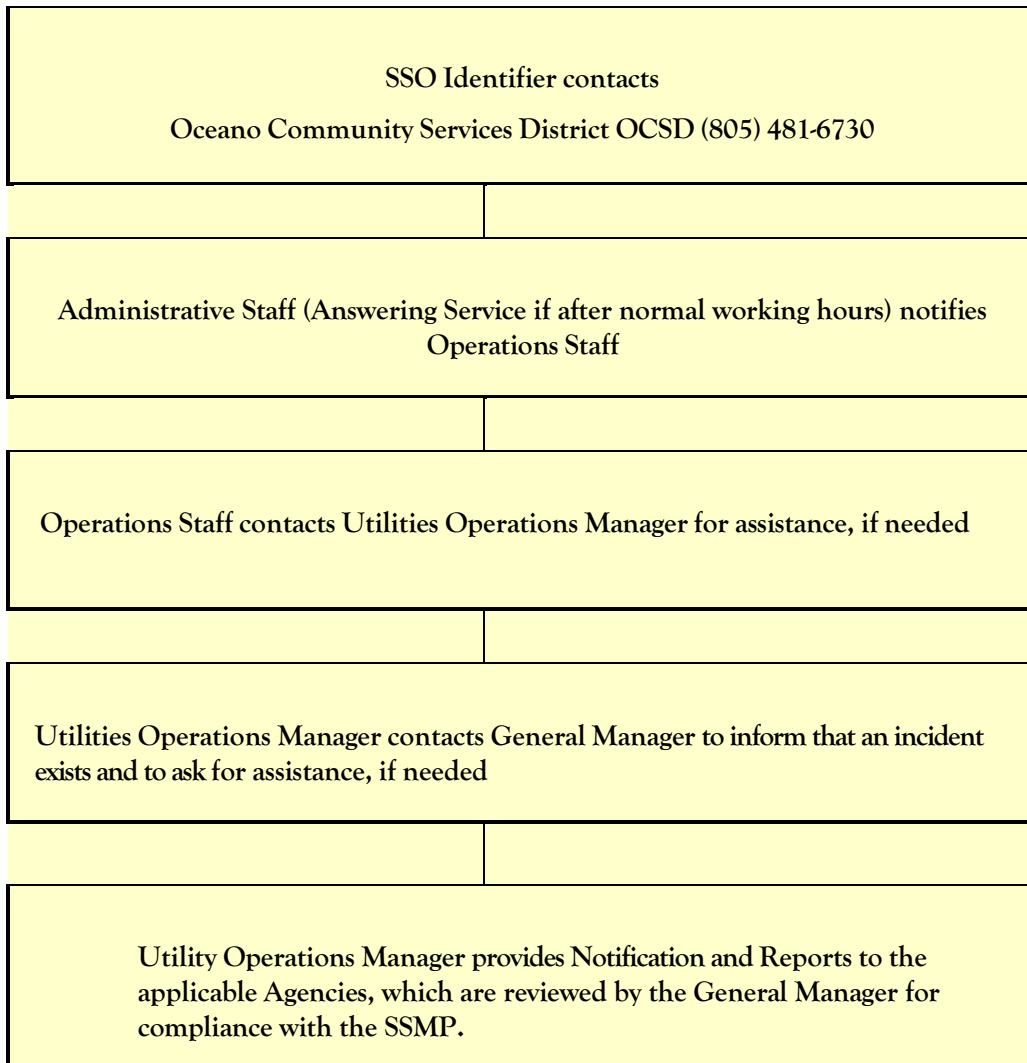 SSO Identifier contacts
Oceano Community Services District OCSD (805) 481-6730
Administrative Staff (Answering Service if after normal working hours) notifies
Operations Staff
Operations Staff contacts Utilities Operations Manager for assistance, if needed
Utilities Operations Manager contacts General Manager to inform that an incident
exists and to ask for assistance, if needed
Utility Operations Manager provides Notification and Reports to the
applicable Agencies, which are reviewed by the General Manager for
compliance with the SSMP.